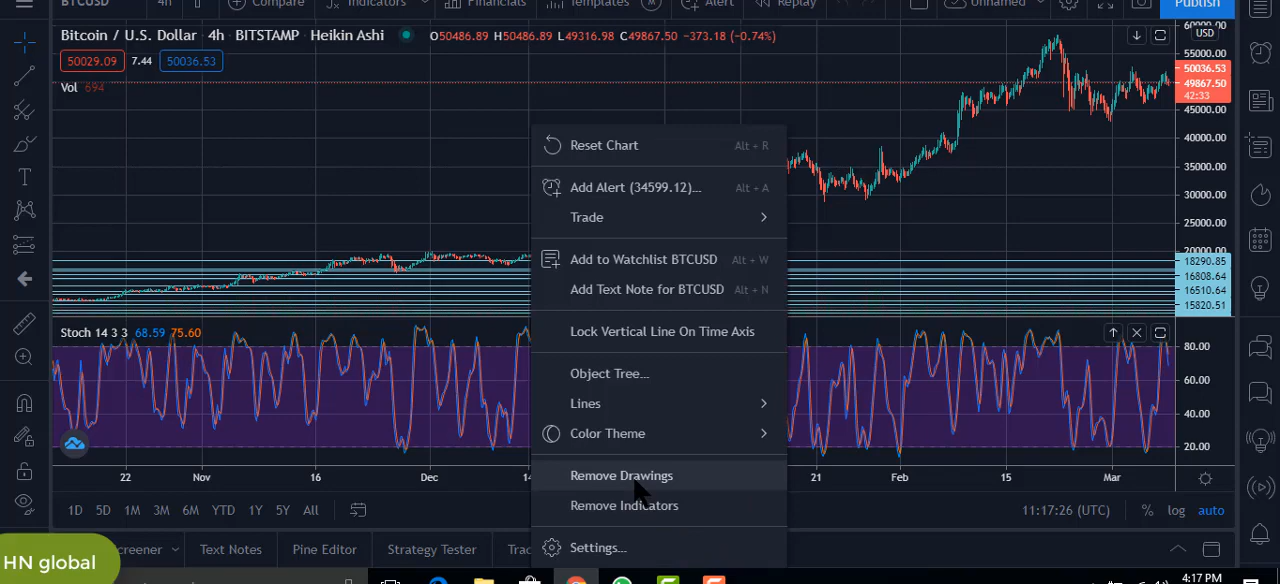 BTCUSD 4h Compare Indicators Financials Templates Alert Replay Unnamed Publish
Bitcoin / U.S. Dollar 4h BITSTAMP Heikin Ashi O50486.89 H50486.89 L49316.98 C49867.50 -373.18 (-0.74%)
USD
50029.09 7.44 50036.53
Vol 694
60000.00
55000.00
50036.53
49867.50
42:33
45000.00
40000.00
35000.00
30000.00
25000.00
20000.00
18290.85
16808.64
16510.64
15820.51
Reset Chart Alt + R
Add Alert (34599.12)... Alt + A
Trade
Add to Watchlist BTCUSD Alt + W
Add Text Note for BTCUSD Alt + N
Lock Vertical Line On Time Axis
Object Tree...
Lines
Color Theme
Remove Drawings
Remove Indicators
Settings...
Stoch 14 3 3 68.59 75.60
80.00
60.00
40.00
20.00
22 Nov 16 Dec 14 21 Feb 15 Mar
1D 5D 1M 3M 6M YTD 1Y 5Y All 11:17:26 (UTC) % log auto
Text Notes Pine Editor Strategy Tester
HN global
4:17 PM